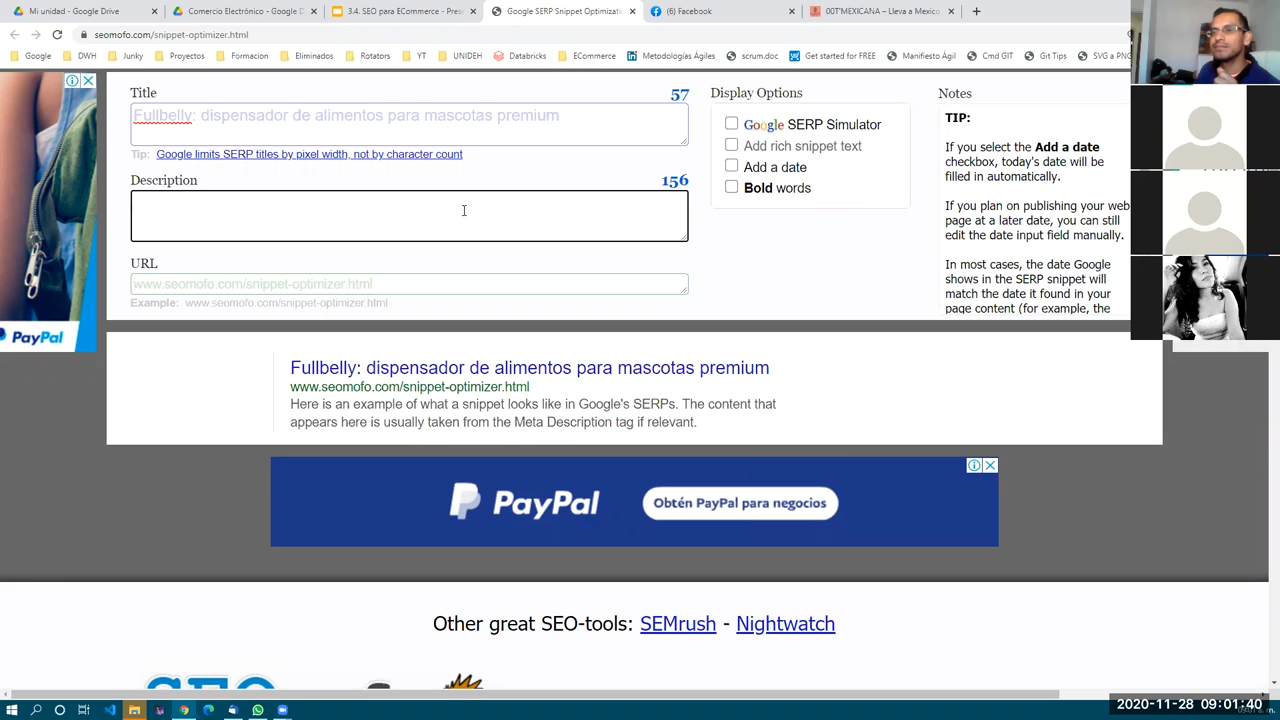 Mi unidad - Google Drive
Comercio Electrónico - Google D
3.4. SEO para ECommerce - Pres
Google SERP Snippet Optimizati
(6) Facebook
00T'MEXICANA – Lleva a Mexico
seomofo.com/snippet-optimizer.html
Google
DWH
Junky
Proyectos
Formacion
Eliminados
Rotators
YT
UNIDEH
Databricks
ECommerce
Metodologías Ágiles
scrum.doc
Get started for FREE
Manifiesto Ágil
Cmd GIT
Git Tips
SVG a PNG
Title
57
Fullbelly: dispensador de alimentos para mascotas premium
Tip: Google limits SERP titles by pixel width, not by character count
Description
156
URL
www.seomofo.com/snippet-optimizer.html
Example: www.seomofo.com/snippet-optimizer.html
Display Options
Google SERP Simulator
Add rich snippet text
Add a date
Bold words
Notes
TIP:
If you select the Add a date
checkbox, today's date will be
filled in automatically.
If you plan on publishing your web
page at a later date, you can still
edit the date input field manually.
In most cases, the date Google
shows in the SERP snippet will
match the date it found in your
page content (for example, the
PayPal
Fullbelly: dispensador de alimentos para mascotas premium
www.seomofo.com/snippet-optimizer.html
Here is an example of what a snippet looks like in Google's SERPs. The content that
appears here is usually taken from the Meta Description tag if relevant.
PayPal
Obtén PayPal para negocios
Other great SEO-tools: SEMrush - Nightwatch
SEO
2020-11-28 09:01:40